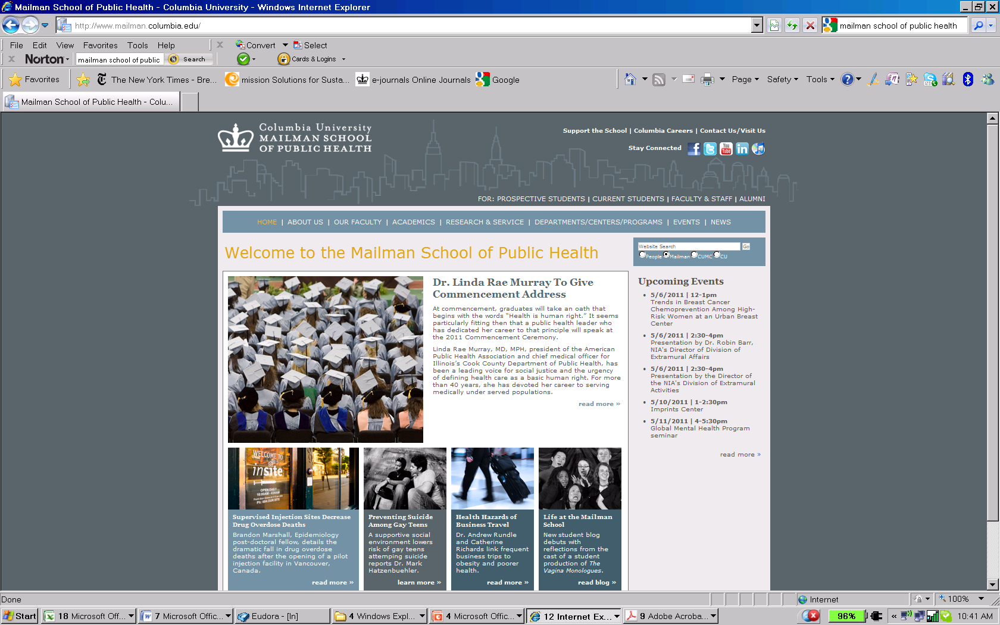 Mailman School of Public Health - Columbia University - Windows Internet Explorer
http://www.mailman.columbia.edu/
mailman school of public health
File Edit View Favorites Tools Help
Convert Select
Norton
mailman school of public
Search
Cards & Logins
Favorites
The New York Times - Bre...
mission Solutions for Susta...
e-journals Online Journals
Google
Page Safety Tools
Mailman School of Public Health - Colu...
Columbia University
MAILMAN SCHOOL
OF PUBLIC HEALTH
Support the School | Columbia Careers | Contact Us/Visit Us
Stay Connected
FOR: PROSPECTIVE STUDENTS | CURRENT STUDENTS | FACULTY & STAFF | ALUMNI
HOME | ABOUT US | OUR FACULTY | ACADEMICS | RESEARCH & SERVICE | DEPARTMENTS/CENTERS/PROGRAMS | EVENTS | NEWS
Welcome to the Mailman School of Public Health
Website Search Go
People Mailman CUMC CU
Dr. Linda Rae Murray To Give
Commencement Address
At commencement, graduates will take an oath that
begins with the words “Health is human right.” It seems
particularly fitting then that a public health leader who
has dedicated her career to that principle will speak at
the 2011 Commencement Ceremony.
Linda Rae Murray, MD, MPH, president of the American
Public Health Association and chief medical officer for
Illinois’s Cook County Department of Public Health, has
been a leading voice for social justice and the urgency
of defining health care as a basic human right. For more
than 40 years, she has devoted her career to serving
medically under served populations.
read more »
Upcoming Events
• 5/6/2011 | 12-1pm
Trends in Breast Cancer
Chemoprevention Among High-
Risk Women at an Urban Breast
Center
• 5/6/2011 | 2:30-4pm
Presentation by Dr. Robin Barr,
NIA's Director of Division of
Extramural Affairs
• 5/6/2011 | 2:30-4pm
Presentation by the Director of
the NIA's Division of Extramural
Activities
• 5/10/2011 | 1-2:30pm
Imprints Center
• 5/11/2011 | 4-5:30pm
Global Mental Health Program
seminar
read more »
WELCOME TO
insite
OPEN DAILY
Supervised Injection Sites Decrease
Drug Overdose Deaths
Brandon Marshall, Epidemiology
post-doctoral fellow, details the
dramatic fall in drug overdose
deaths after the opening of a pilot
injection facility in Vancouver,
Canada.
read more »
Preventing Suicide
Among Gay Teens
A supportive social
environment lowers
risk of gay teens
attemping suicide
reports Dr. Mark
Hatzenbuehler.
learn more »
Health Hazards of
Business Travel
Dr. Andrew Rundle
and Catherine
Richards link frequent
business trips to
obesity and poorer
health.
read more »
Life at the Mailman
School
New student blog
debuts with
reflections from the
cast of a student
production of The
Vagina Monologues.
read blog »
Done
Internet
100%
Start
18 Microsoft Off...
7 Microsoft Offic...
Eudora - [In]
4 Windows Expl...
4 Microsoft Offic...
12 Internet Ex...
9 Adobe Acroba...
96%
10:41 AM